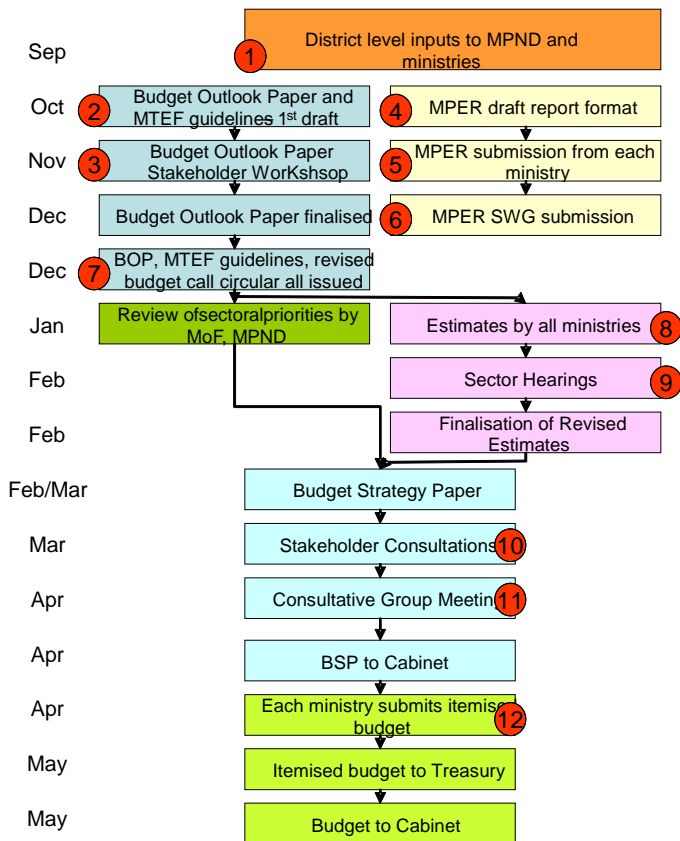 Sep
1
District level inputs to MPND and
ministries
Oct
2
Budget Outlook Paper and
MTEF guidelines 1st draft
4
MPER draft report format
Nov
3
Budget Outlook Paper
Stakeholder WorKshsop
5
MPER submission from each
ministry
Dec
Budget Outlook Paper finalised
6
MPER SWG submission
Dec
7
BOP, MTEF guidelines, revised
budget call circular all issued
Jan
Review ofsectoralpriorities by
MoF, MPND
Estimates by all ministries
8
Feb
Sector Hearings
9
Feb
Finalisation of Revised
Estimates
Feb/Mar
Budget Strategy Paper
Mar
Stakeholder Consultations
10
Apr
Consultative Group Meeting
11
Apr
BSP to Cabinet
Apr
Each ministry submits itemised
budget
12
May
Itemised budget to Treasury
May
Budget to Cabinet